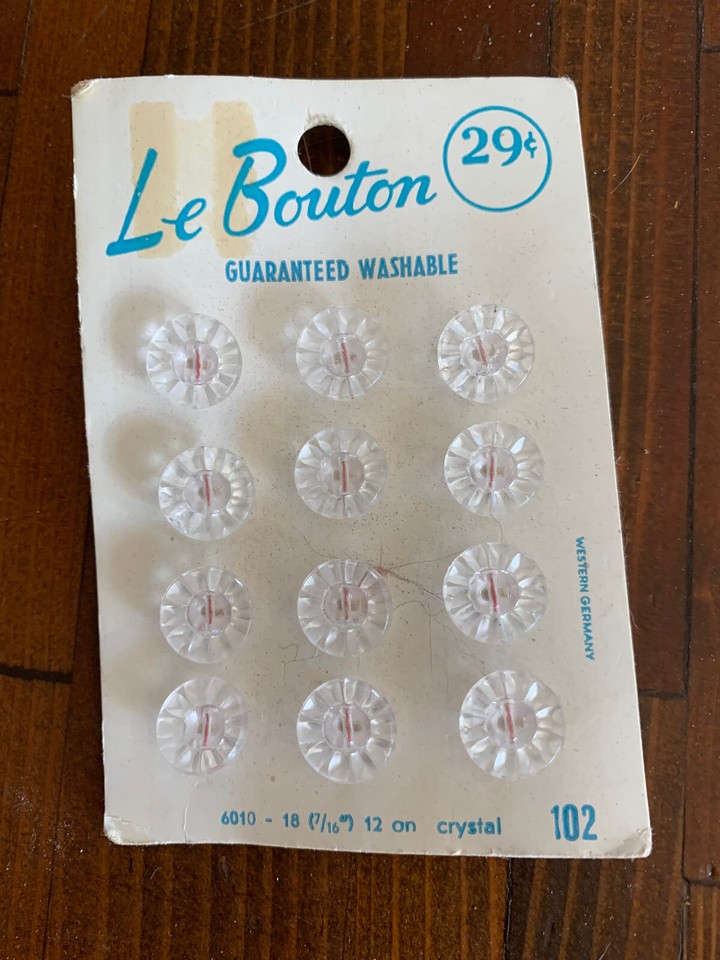 Le Bouton
29¢
GUARANTEED WASHABLE
WESTERN GERMANY
6010 - 18 (7/16") 12 on crystal
102